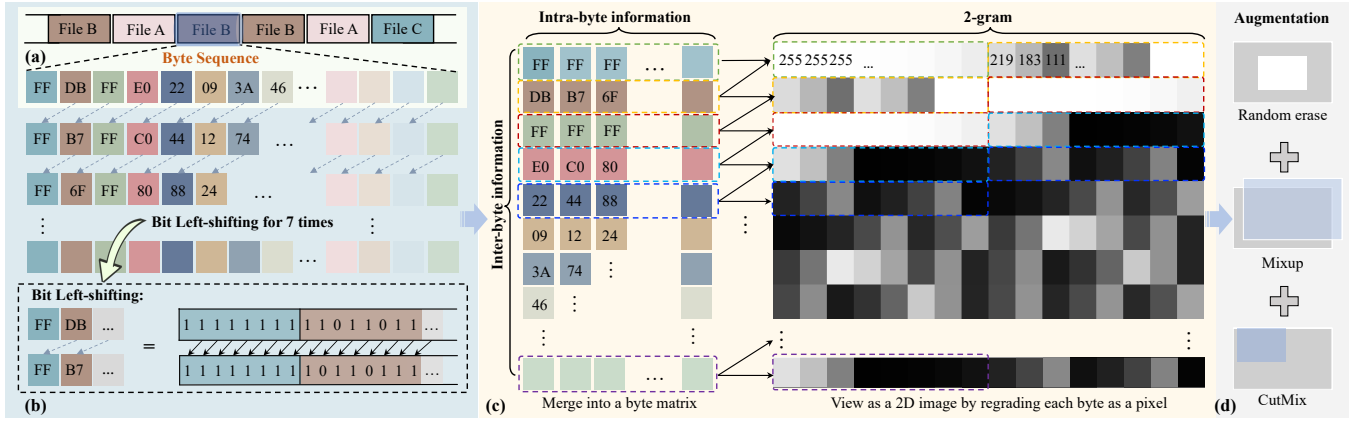 File B File A File B File B File A File C
(a)
Byte Sequence
FF DB FF E0 22 09 3A 46 ...
FF B7 FF C0 44 12 74 ...
FF 6F FF 80 88 24 ...
⋮ ⋮
Bit Left-shifting for 7 times
...
Bit Left-shifting:
FF DB ...
FF B7 ...
=
1 1 1 1 1 1 1 1 1 1 0 1 1 0 1 1 ...
1 1 1 1 1 1 1 1 1 0 1 1 0 1 1 1 ...
(b)
Intra-byte information
Inter-byte information
FF FF FF ...
DB B7 6F ...
FF FF FF
E0 C0 80
22 44 88
09 12 24
3A 74 ⋮
46 ⋮
⋮ ⋮
...
(c)
Merge into a byte matrix
2-gram
255 255 255 ... 219 183 111 ...
⋮
⋮ ⋮
View as a 2D image by regrading each byte as a pixel
(d)
Augmentation
Random erase
Mixup
CutMix